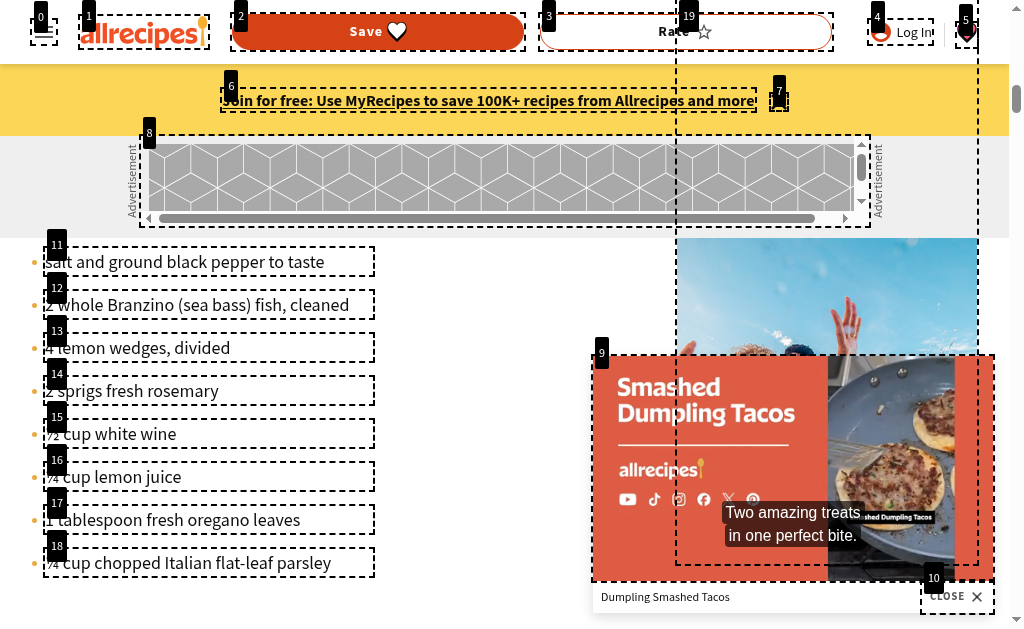 0
1
2
3
19
4
5
allrecipes
Save
Rate
Log In
6
7
Join for free: Use MyRecipes to save 100K+ recipes from Allrecipes and more
8
Advertisement
Advertisement
11
salt and ground black pepper to taste
12
2 whole Branzino (sea bass) fish, cleaned
13
4 lemon wedges, divided
14
2 sprigs fresh rosemary
15
½ cup white wine
16
¼ cup lemon juice
17
1 tablespoon fresh oregano leaves
18
¼ cup chopped Italian flat-leaf parsley
9
Smashed
Dumpling Tacos
allrecipes
Smashed Dumpling Tacos
Two amazing treats
in one perfect bite.
10
Dumpling Smashed Tacos
CLOSE